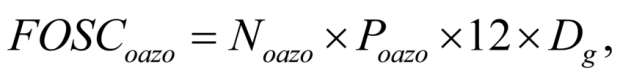 FOSC_oazo = N_oazo × P_oazo × 12 × D_g,